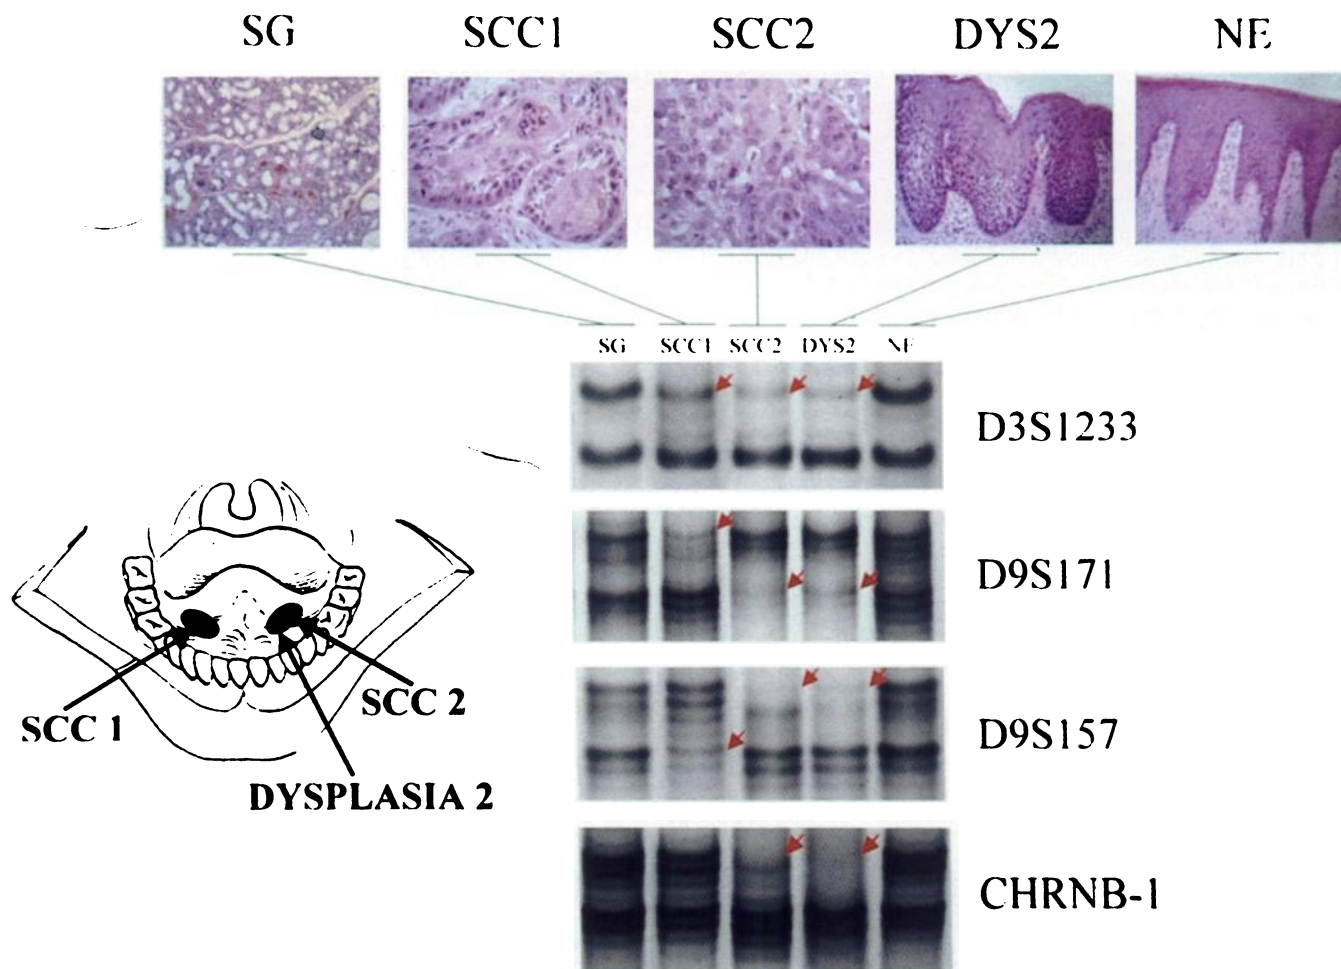 SG SCC1 SCC2 DYS2 NE
SG SCC1 SCC2 DYS2 NE
D3S1233
D9S171
D9S157
CHRNB-1
SCC 1
SCC 2
DYSPLASIA 2